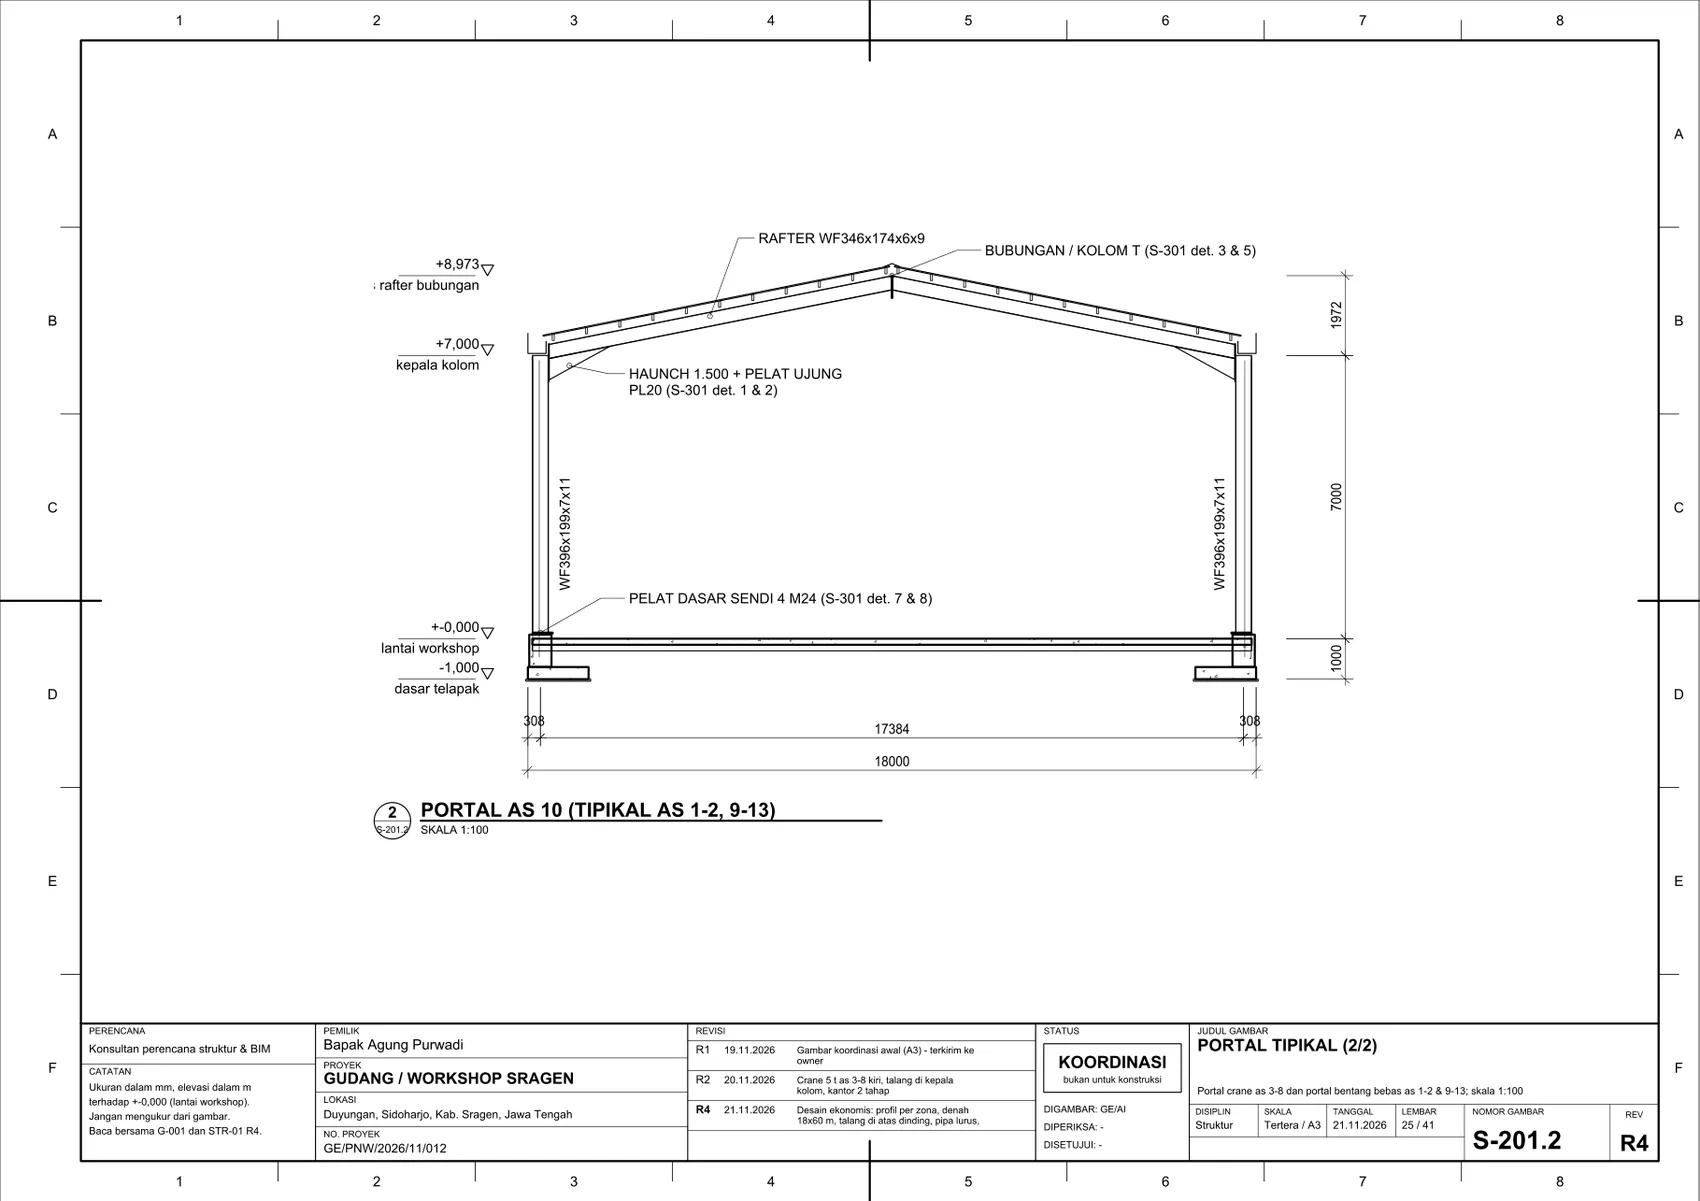 1 2 3 4 5 6 7 8
A A
B B
C C
D D
E E
F F
RAFTER WF346x174x6x9
BUBUNGAN / KOLOM T (S-301 det. 3 & 5)
+8,973
rafter bubungan
+7,000
kepala kolom
HAUNCH 1.500 + PELAT UJUNG
PL20 (S-301 det. 1 & 2)
1972
7000
1000
WF396x199x7x11
WF396x199x7x11
PELAT DASAR SENDI 4 M24 (S-301 det. 7 & 8)
+-0,000
lantai workshop
-1,000
dasar telapak
308
17384
308
18000
2
S-201.2
PORTAL AS 10 (TIPIKAL AS 1-2, 9-13)
SKALA 1:100
PERENCANA
Konsultan perencana struktur & BIM
CATATAN
Ukuran dalam mm, elevasi dalam m
terhadap +-0,000 (lantai workshop).
Jangan mengukur dari gambar.
Baca bersama G-001 dan STR-01 R4.
PEMILIK
Bapak Agung Purwadi
PROYEK
GUDANG / WORKSHOP SRAGEN
LOKASI
Duyungan, Sidoharjo, Kab. Sragen, Jawa Tengah
NO. PROYEK
GE/PNW/2026/11/012
REVISI
R1 19.11.2026 Gambar koordinasi awal (A3) - terkirim ke
owner
R2 20.11.2026 Crane 5 t as 3-8 kiri, talang di kepala
kolom, kantor 2 tahap
R4 21.11.2026 Desain ekonomis: profil per zona, denah
18x60 m, talang di atas dinding, pipa lurus,
STATUS
KOORDINASI
bukan untuk konstruksi
DIGAMBAR: GE/AI
DIPERIKSA: -
DISETUJUI: -
JUDUL GAMBAR
PORTAL TIPIKAL (2/2)
Portal crane as 3-8 dan portal bentang bebas as 1-2 & 9-13; skala 1:100
DISIPLIN
Struktur
SKALA
Tertera / A3
TANGGAL
21.11.2026
LEMBAR
25 / 41
NOMOR GAMBAR
S-201.2
REV
R4
1 2 3 4 5 6 7 8